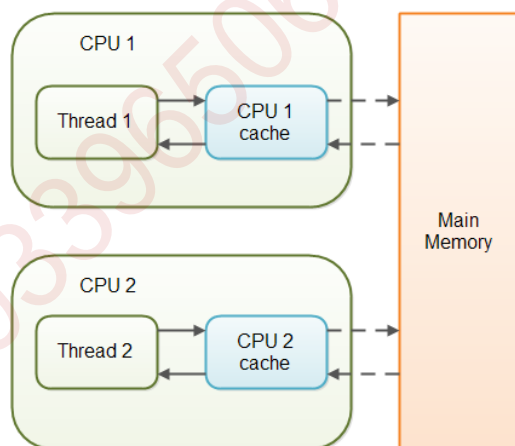 CPU 1
Thread 1
CPU 1
cache
Main
Memory
CPU 2
Thread 2
CPU 2
cache